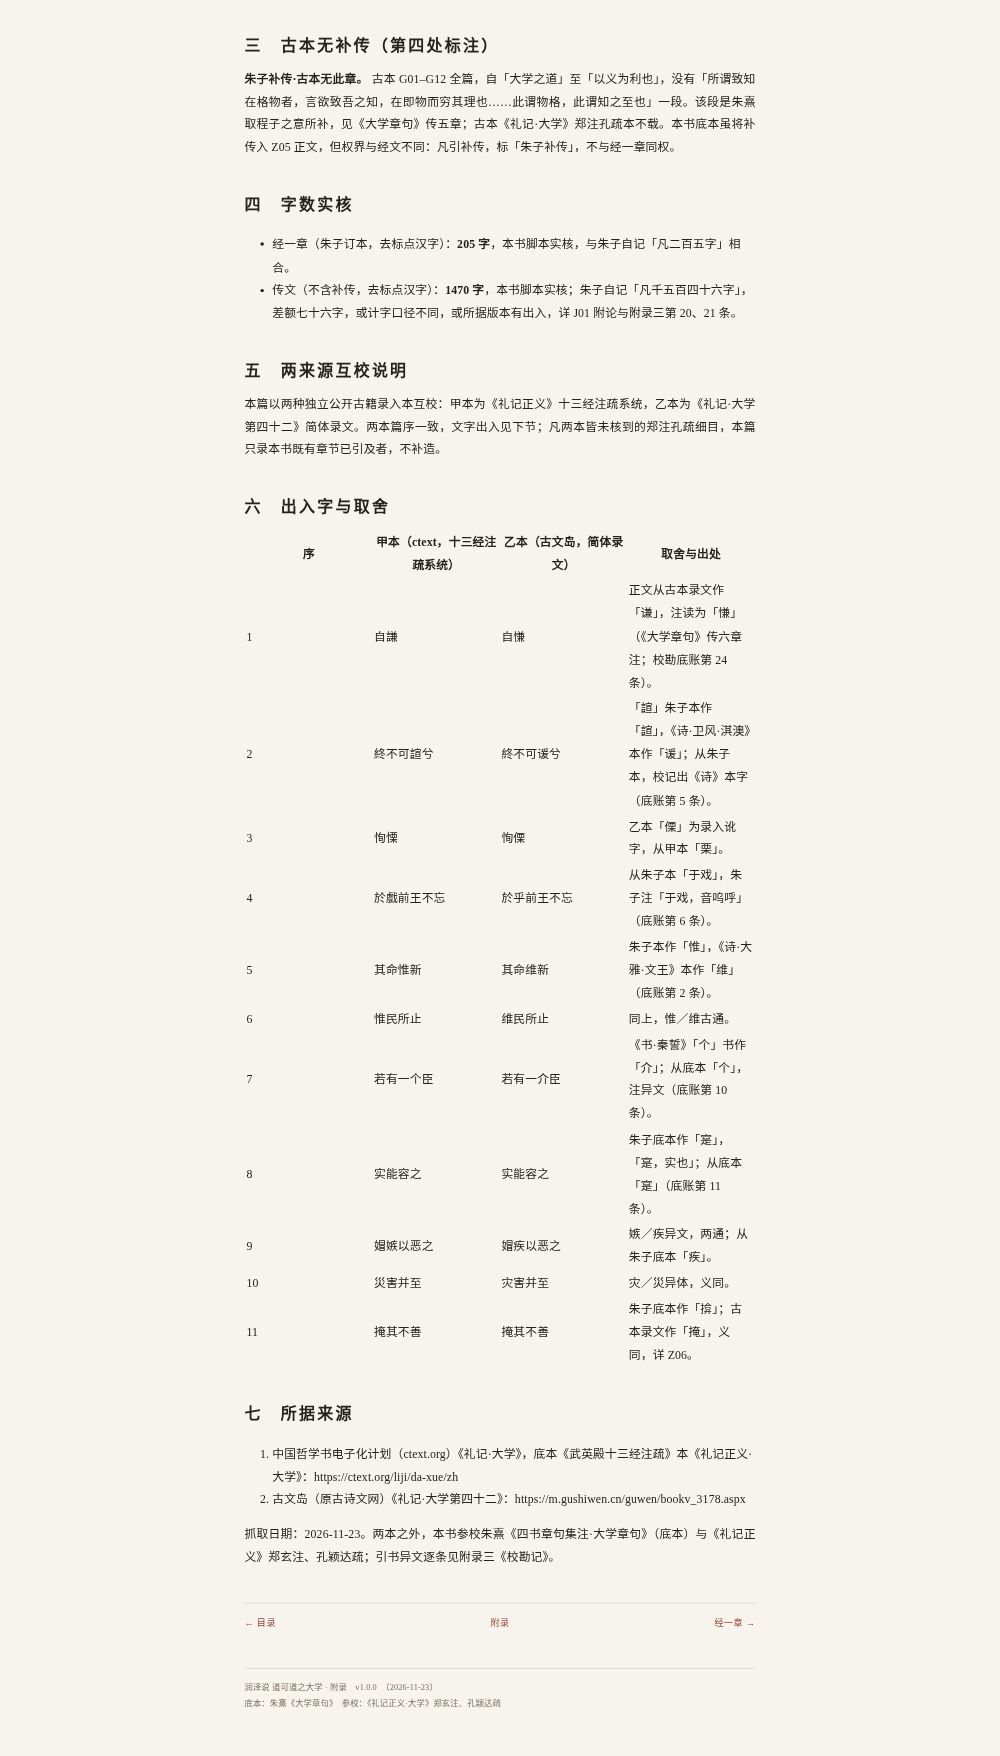 三　古本无补传（第四处标注）
朱子补传·古本无此章。 古本 G01–G12 全篇，自「大学之道」至「以义为利也」，没有「所谓致知
在格物者，言欲致吾之知，在即物而穷其理也……此谓物格，此谓知之至也」一段。该段是朱熹
取程子之意所补，见《大学章句》传五章；古本《礼记·大学》郑注孔疏本不载。本书底本虽将补
传入 Z05 正文，但权界与经文不同：凡引补传，标「朱子补传」，不与经一章同权。
四　字数实核
• 经一章（朱子订本，去标点汉字）：205 字，本书脚本实核，与朱子自记「凡二百五字」相
合。
• 传文（不含补传，去标点汉字）：1470 字，本书脚本实核；朱子自记「凡千五百四十六字」，
差额七十六字，或计字口径不同，或所据版本有出入，详 J01 附论与附录三第 20、21 条。
五　两来源互校说明
本篇以两种独立公开古籍录入本互校：甲本为《礼记正义》十三经注疏系统，乙本为《礼记·大学
第四十二》简体录文。两本篇序一致，文字出入见下节；凡两本皆未核到的郑注孔疏细目，本篇
只录本书既有章节已引及者，不补造。
六　出入字与取舍
序
甲本（ctext，十三经注
疏系统）
乙本（古文岛，简体录
文）
取舍与出处
1
自謙
自慊
正文从古本录文作
「谦」，注读为「慊」
（《大学章句》传六章
注；校勘底账第 24
条）。
2
終不可諠兮
終不可谖兮
「諠」朱子本作
「諠」，《诗·卫风·淇澳》
本作「谖」；从朱子
本，校记出《诗》本字
（底账第 5 条）。
3
恂慄
恂傈
乙本「傈」为录入讹
字，从甲本「栗」。
4
於戲前王不忘
於乎前王不忘
从朱子本「于戏」，朱
子注「于戏，音呜呼」
（底账第 6 条）。
5
其命惟新
其命维新
朱子本作「惟」，《诗·大
雅·文王》本作「维」
（底账第 2 条）。
6
惟民所止
维民所止
同上，惟／维古通。
7
若有一个臣
若有一介臣
《书·秦誓》「个」书作
「介」；从底本「个」，
注异文（底账第 10
条）。
8
实能容之
实能容之
朱子底本作「寔」，
「寔，实也」；从底本
「寔」（底账第 11
条）。
9
媢嫉以恶之
媢疾以恶之
嫉／疾异文，两通；从
朱子底本「疾」。
10
災害并至
灾害并至
灾／災异体，义同。
11
掩其不善
掩其不善
朱子底本作「揜」；古
本录文作「掩」，义
同，详 Z06。
七　所据来源
1. 中国哲学书电子化计划（ctext.org）《礼记·大学》，底本《武英殿十三经注疏》本《礼记正义·
大学》：https://ctext.org/liji/da-xue/zh
2. 古文岛（原古诗文网）《礼记·大学第四十二》：https://m.gushiwen.cn/guwen/bookv_3178.aspx
抓取日期：2026-11-23。两本之外，本书参校朱熹《四书章句集注·大学章句》（底本）与《礼记正
义》郑玄注、孔颖达疏；引书异文逐条见附录三《校勘记》。
← 目录
附录
经一章 →
润泽说 道可道之大学 · 附录　v1.0.0 （2026-11-23）
底本：朱熹《大学章句》 参校：《礼记正义·大学》郑玄注、孔颖达疏